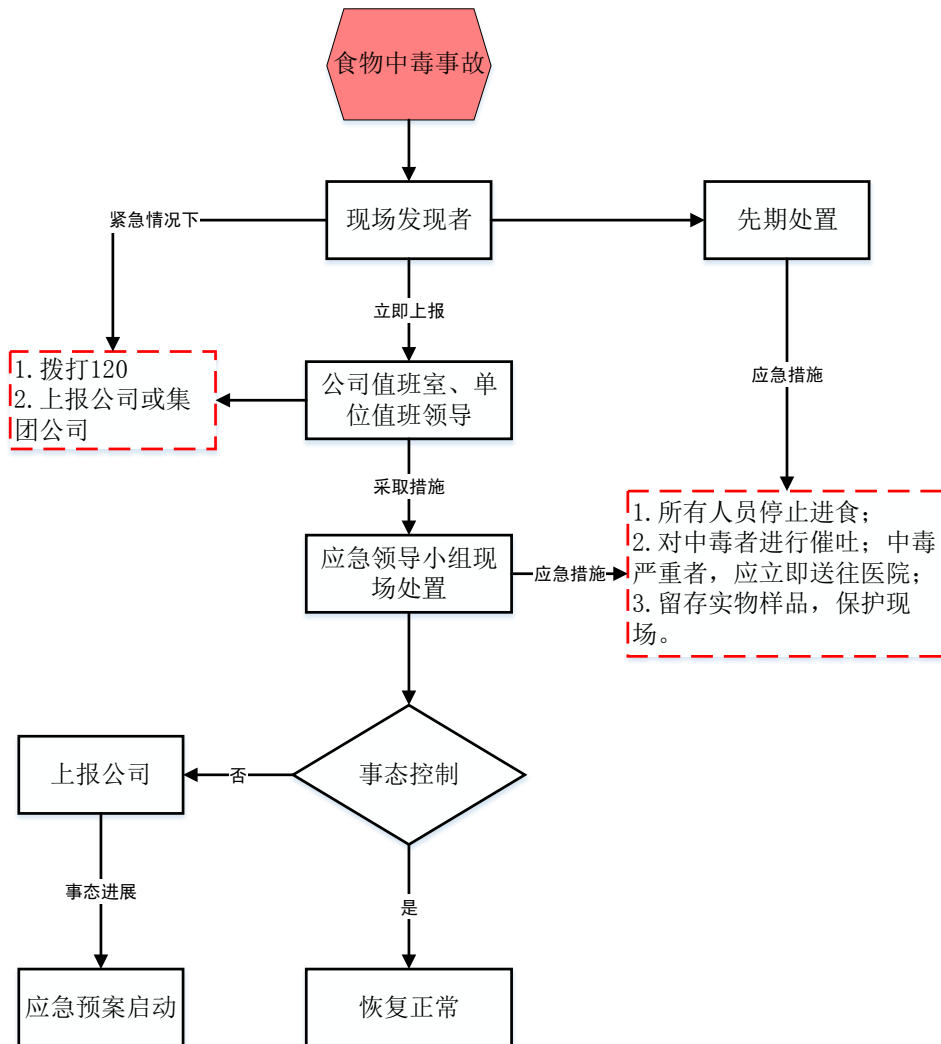 食物中毒事故
紧急情况下
现场发现者
先期处置
立即上报
1.拨打120
2.上报公司或集
团公司
公司值班室、单
位值班领导
应急措施
采取措施
1.所有人员停止进食;
2.对中毒者进行催吐; 中毒
严重者, 应立即送往医院;
3.留存实物样品, 保护现
场。
应急领导小组现
场处置
应急措施
上报公司
否
事态控制
事态进展
是
应急预案启动
恢复正常